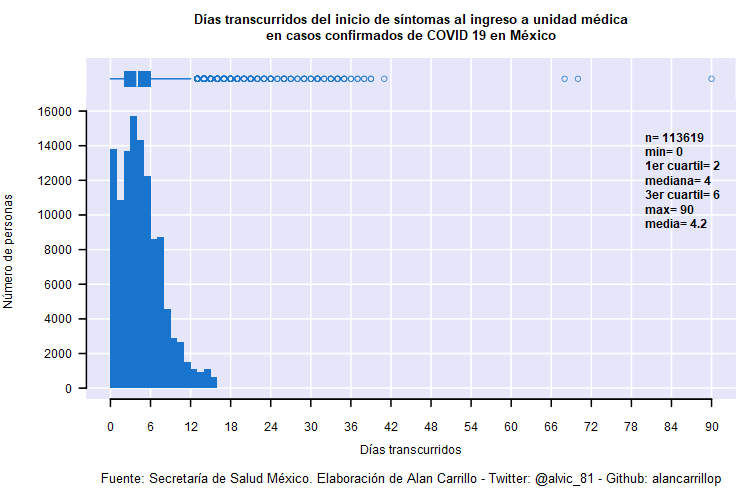 Días transcurridos del inicio de síntomas al ingreso a unidad médica
en casos confirmados de COVID 19 en México
n= 113619
min= 0
1er cuartil= 2
mediana= 4
3er cuartil= 6
max= 90
media= 4.2
Número de personas
16000
14000
12000
10000
8000
6000
4000
2000
0
0 6 12 18 24 30 36 42 48 54 60 66 72 78 84 90
Días transcurridos
Fuente: Secretaría de Salud México. Elaboración de Alan Carrillo - Twitter: @alvic_81 - Github: alancarrillop